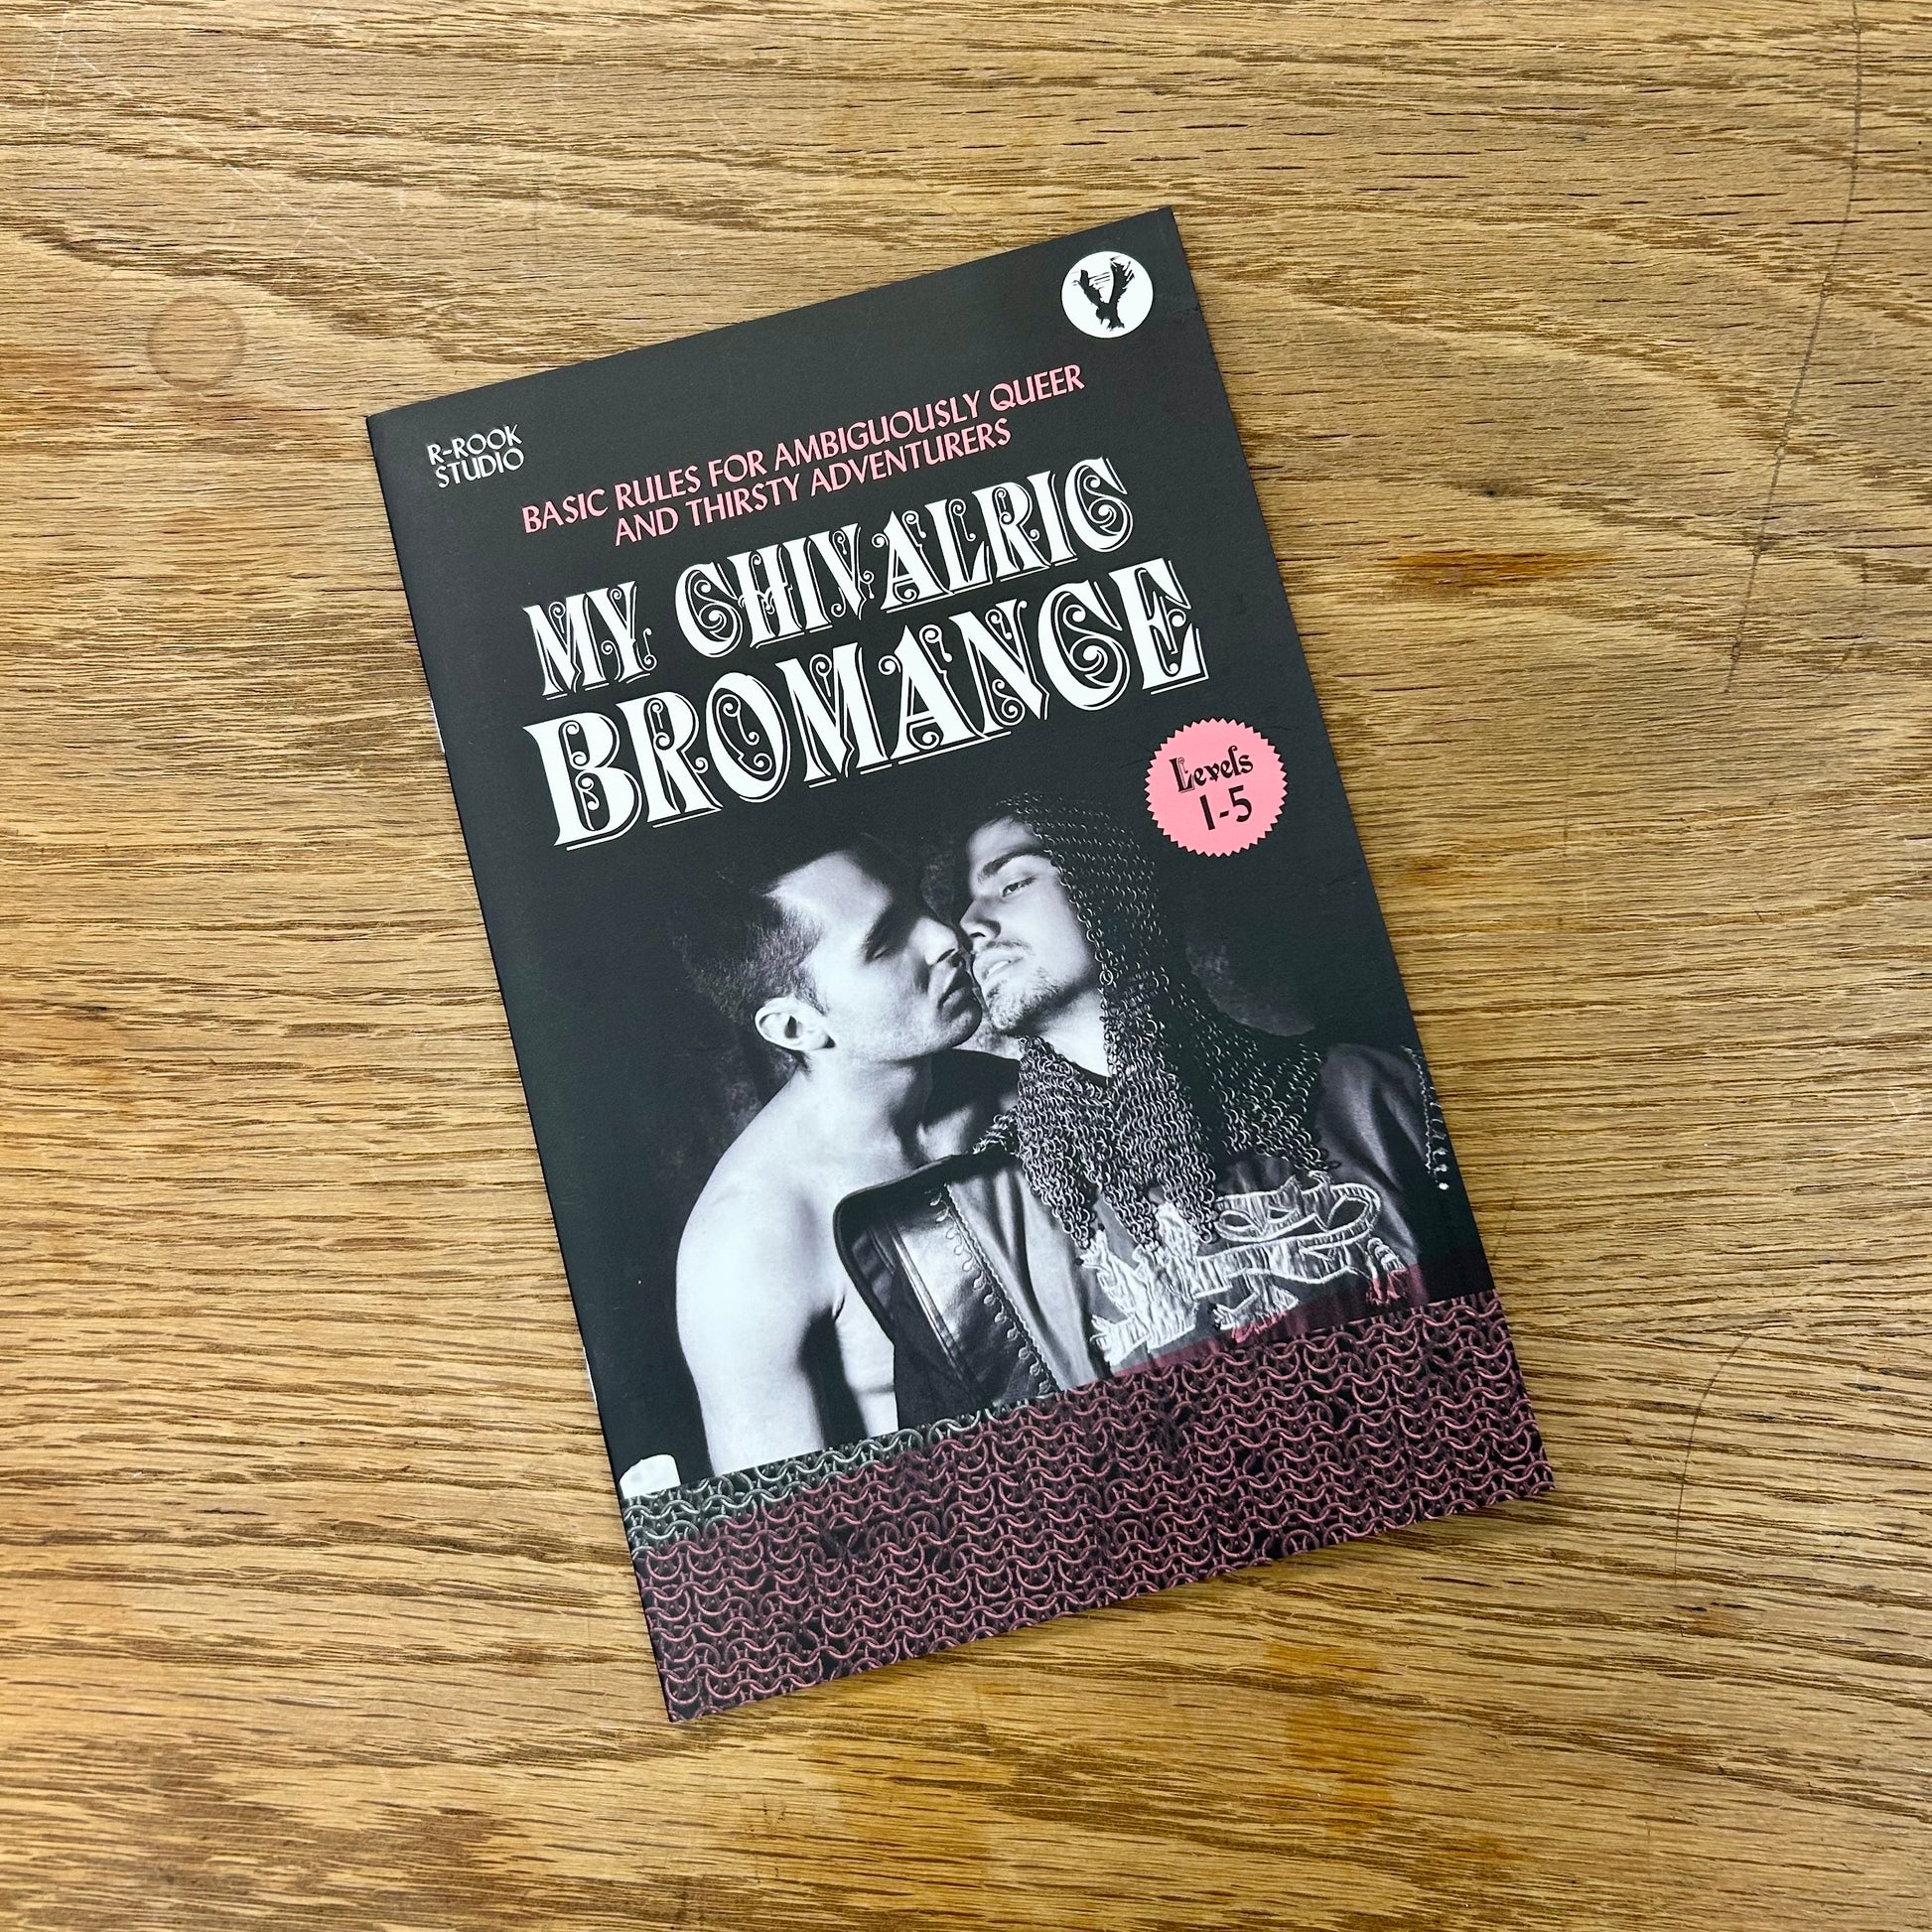 R-ROOK
STUDIO
BASIC RULES FOR AMBIGUOUSLY QUEER
AND THIRSTY ADVENTURERS
MY CHIVALRIC
BROMANCE
Levels
1-5